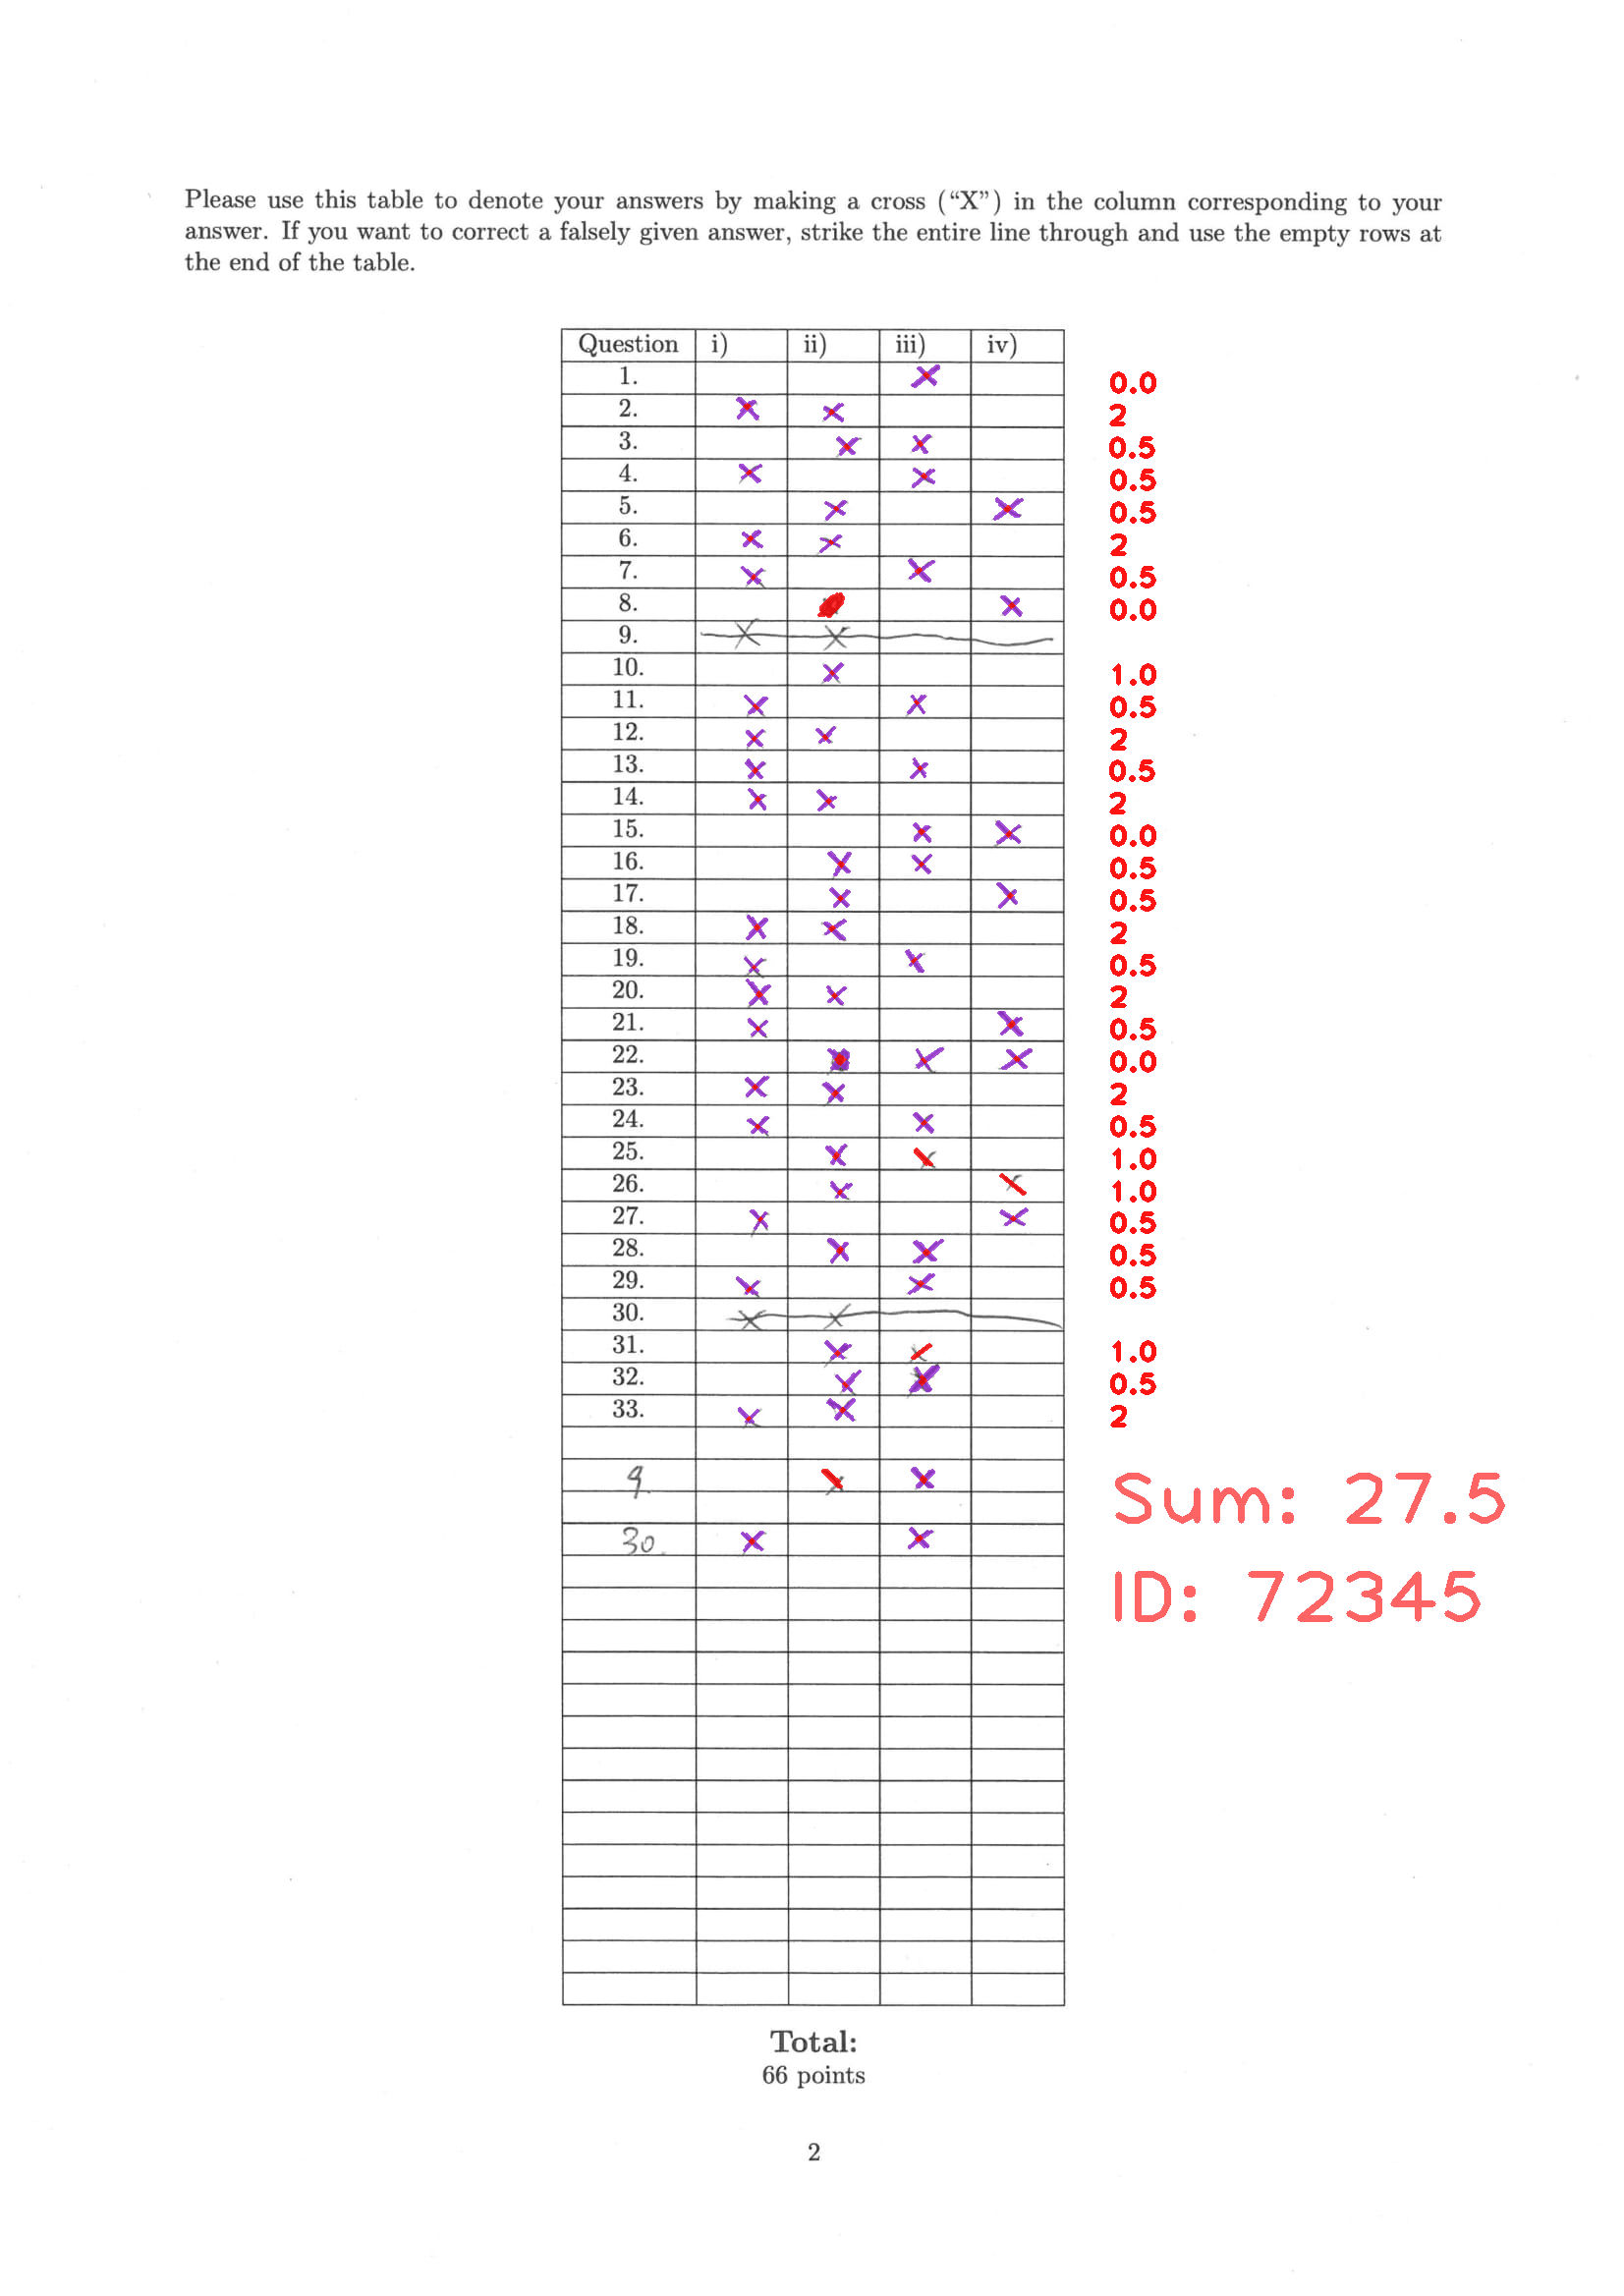 Please use this table to denote your answers by making a cross (“X”) in the column corresponding to your
answer. If you want to correct a falsely given answer, strike the entire line through and use the empty rows at
the end of the table.
Question i) ii) iii) iv)
1. X 0.0
2. X X 2
3. X X 0.5
4. X X 0.5
5. X X 0.5
6. X X 2
7. X X 0.5
8. X 0.0
9. X X
10. X 1.0
11. X X 0.5
12. X X 2
13. X X 0.5
14. X X 2
15. X X 0.0
16. X X 0.5
17. X X 0.5
18. X X 2
19. X X 0.5
20. X X 2
21. X X 0.5
22. X X 0.0
23. X X 2
24. X X 0.5
25. X X 1.0
26. X X 1.0
27. X X 0.5
28. X X 0.5
29. X X 0.5
30. X X
31. X X 1.0
32. X X 0.5
33. X X 2
9. X X
Sum: 27.5
30. X X
ID: 72345
Total:
66 points
2